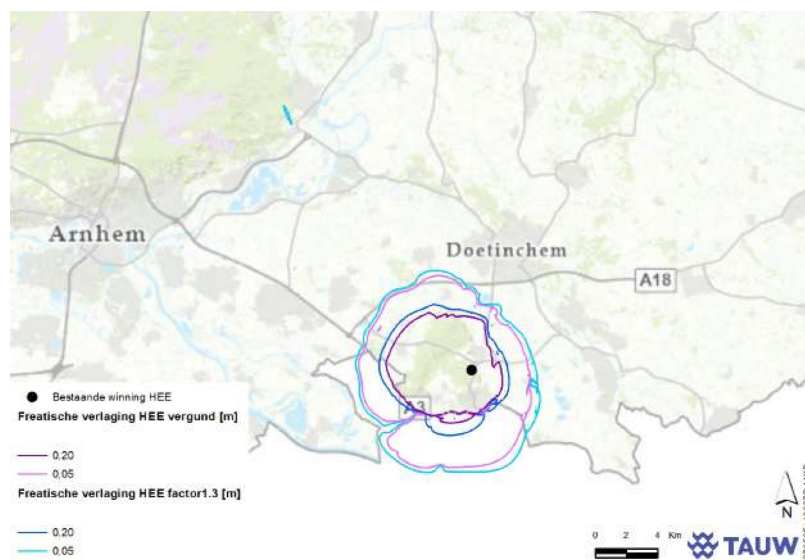 Arnhem
Doetinchem
A18
A3
Bestaande winning HEE
Freatische verlaging HEE vergund [m]
0,20
0,05
Freatische verlaging HEE factor1.3 [m]
0,20
0,05
N
0 2 4 Km
TAUW